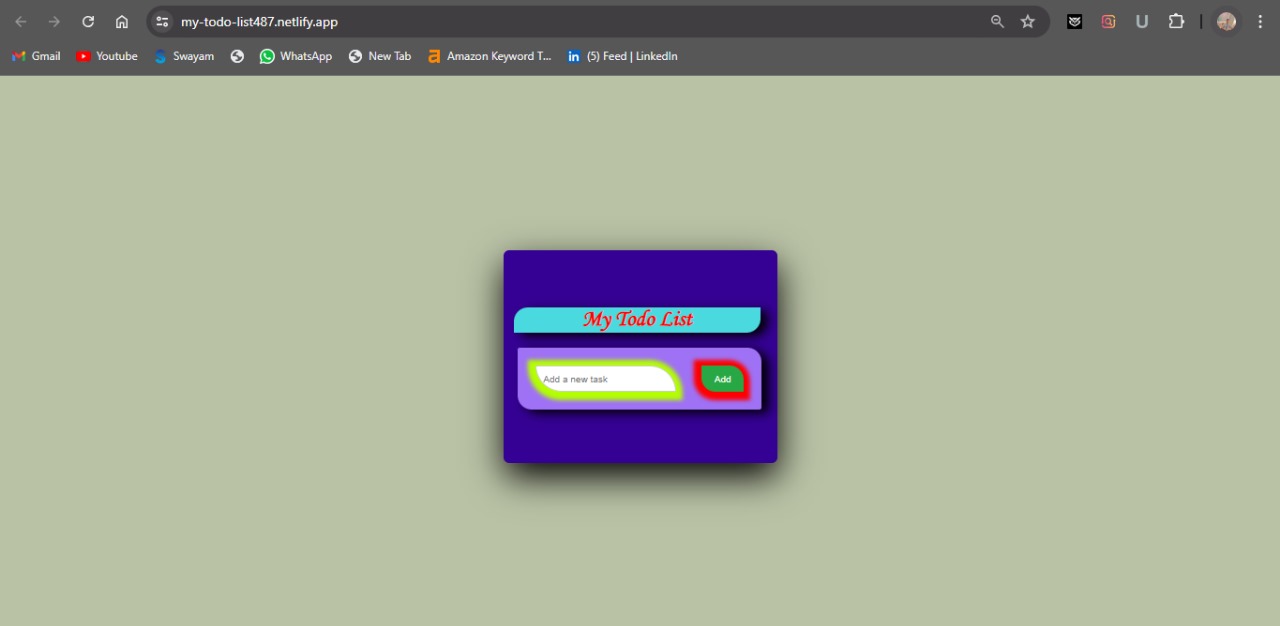 my-todo-list487.netlify.app
U
Gmail Youtube Swayam WhatsApp New Tab Amazon Keyword T... in (5) Feed | LinkedIn
My Todo List
Add a new task Add